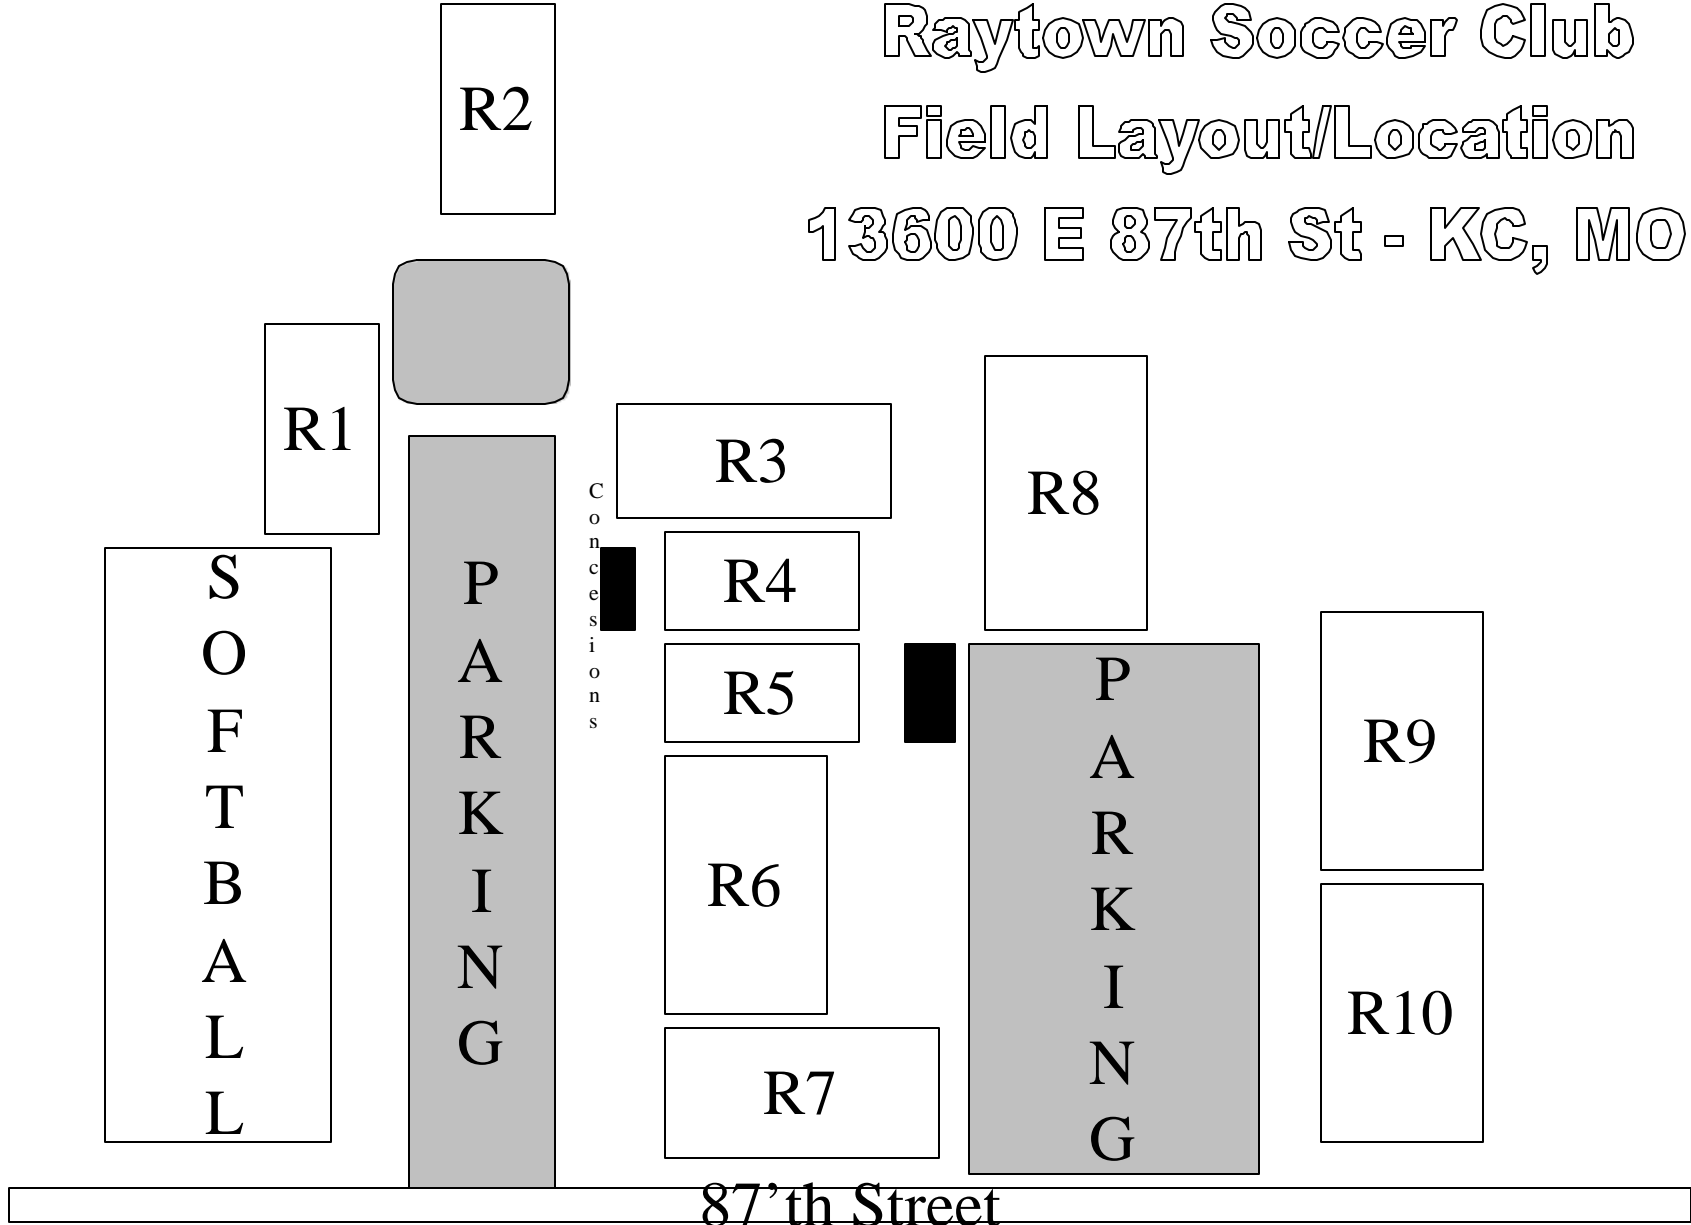 Raytown Soccer Club
Field Layout/Location
13600 E 87th St - KC, MO
R2
R1
R3
R8
Concesions
R4
R5
SOFTBALL
PARKING
PARKING
R9
R6
R10
R7
87’th Street